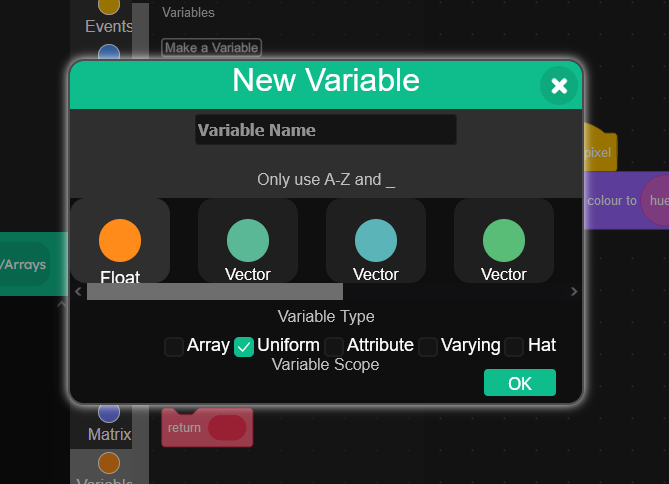 Variables
Events
Make a Variable
New Variable
Variable Name
Only use A-Z and _
pixel
colour to hue
/Arrays
Float Vector Vector Vector
Variable Type
Array Uniform Attribute Varying Hat
Variable Scope
OK
return
Matrix
Variable